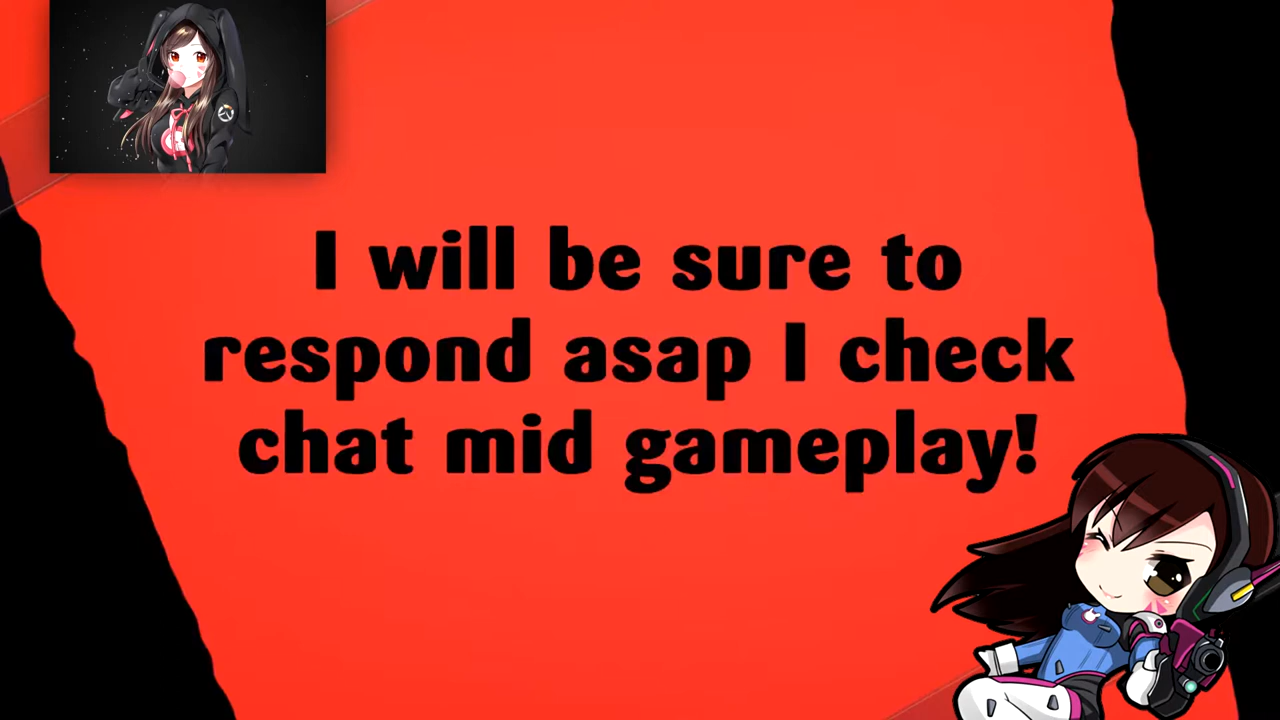 I will be sure to
respond asap I check
chat mid gameplay!